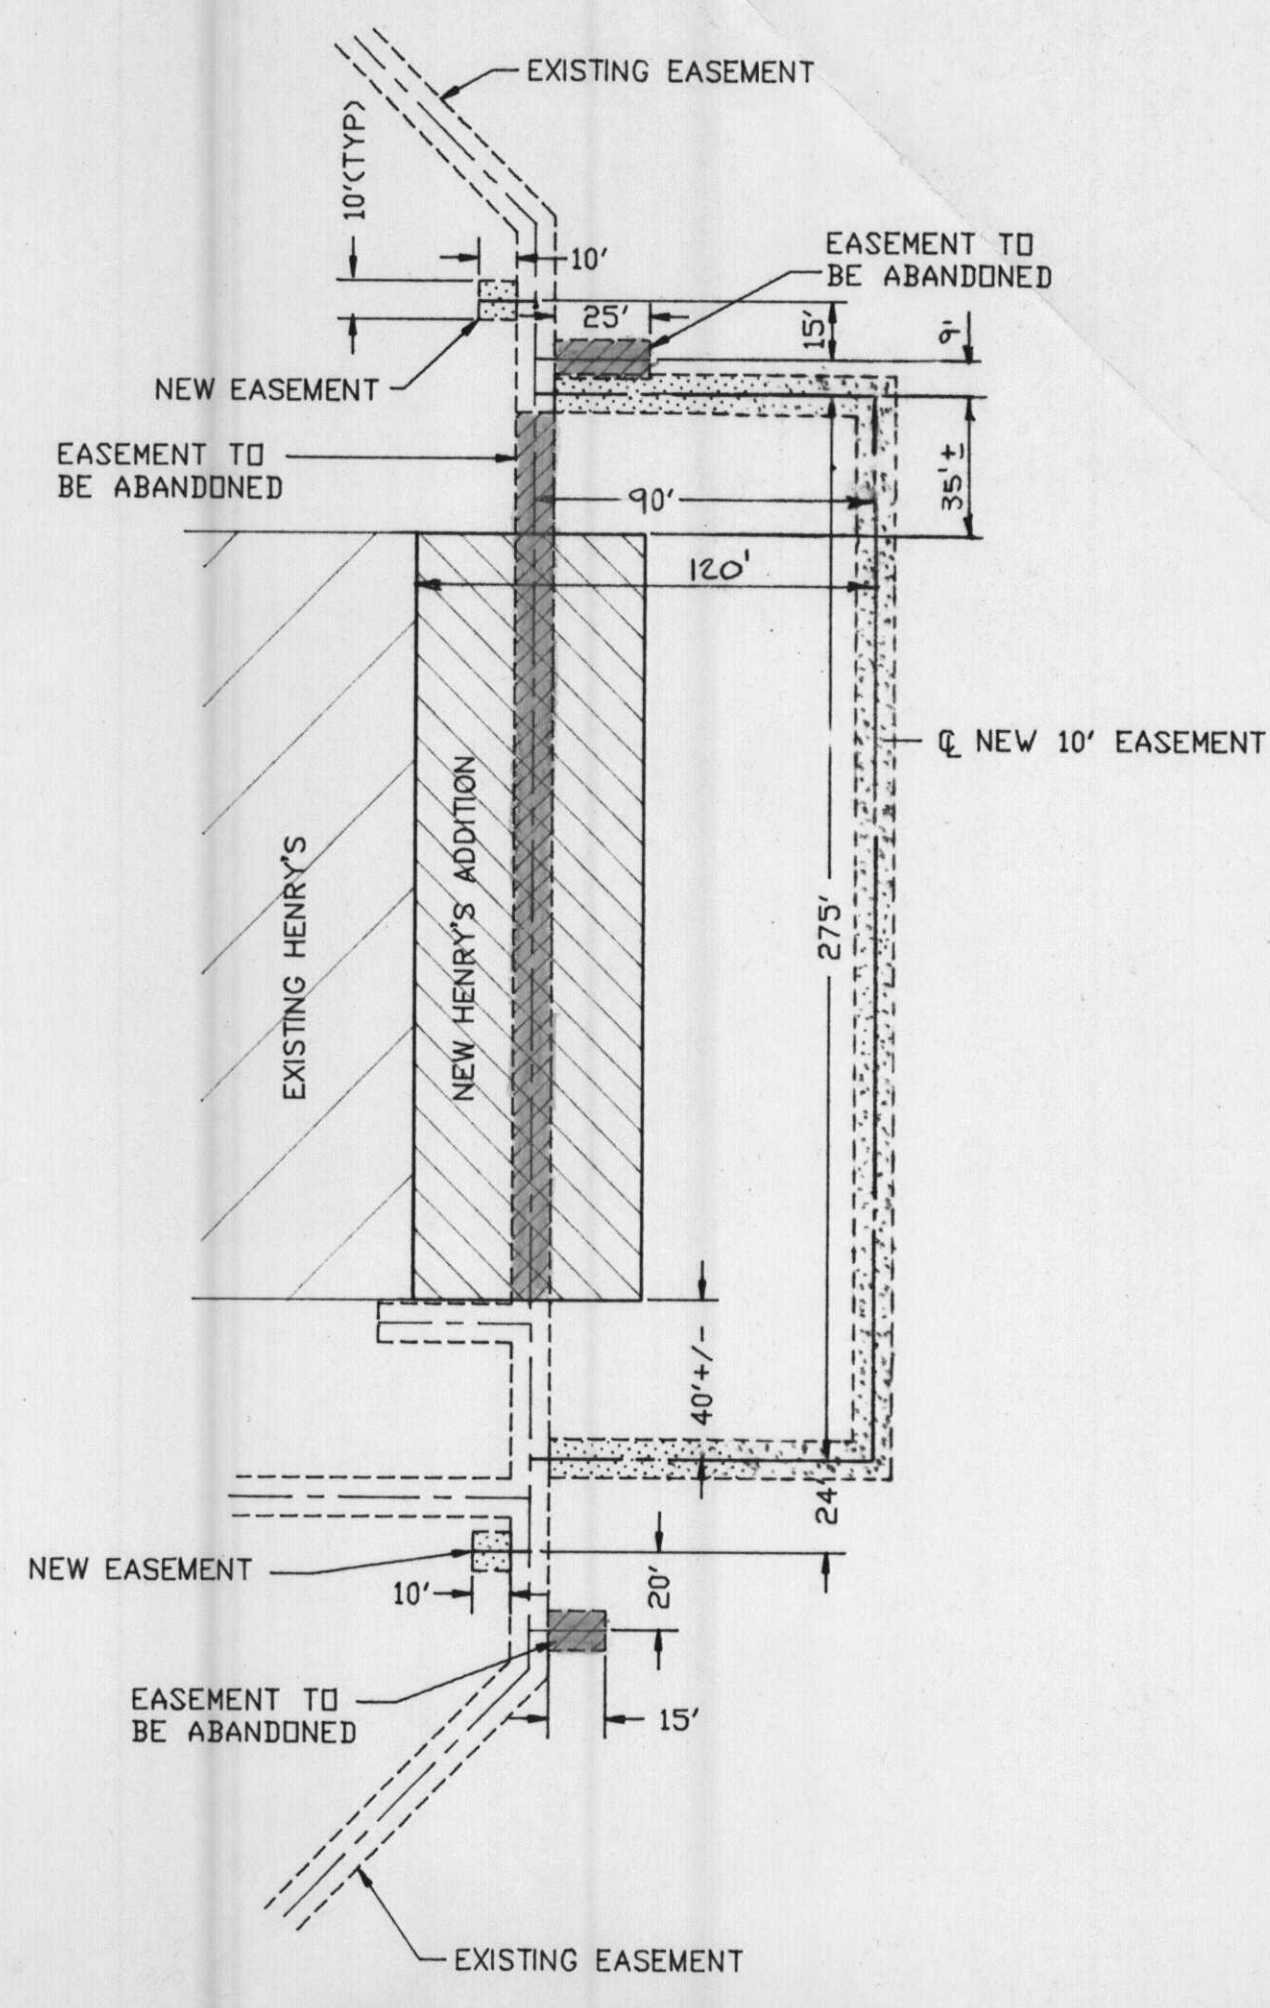 EXISTING EASEMENT
10'(TYP)
10'
EASEMENT TO
BE ABANDONED
25'
15'
9'
NEW EASEMENT
EASEMENT TO
BE ABANDONED
90'
35'±
120'
℄ NEW 10' EASEMENT
EXISTING HENRY'S
NEW HENRY'S ADDITION
275'
40'+/-
24'
NEW EASEMENT
10'
20'
EASEMENT TO
BE ABANDONED
15'
EXISTING EASEMENT